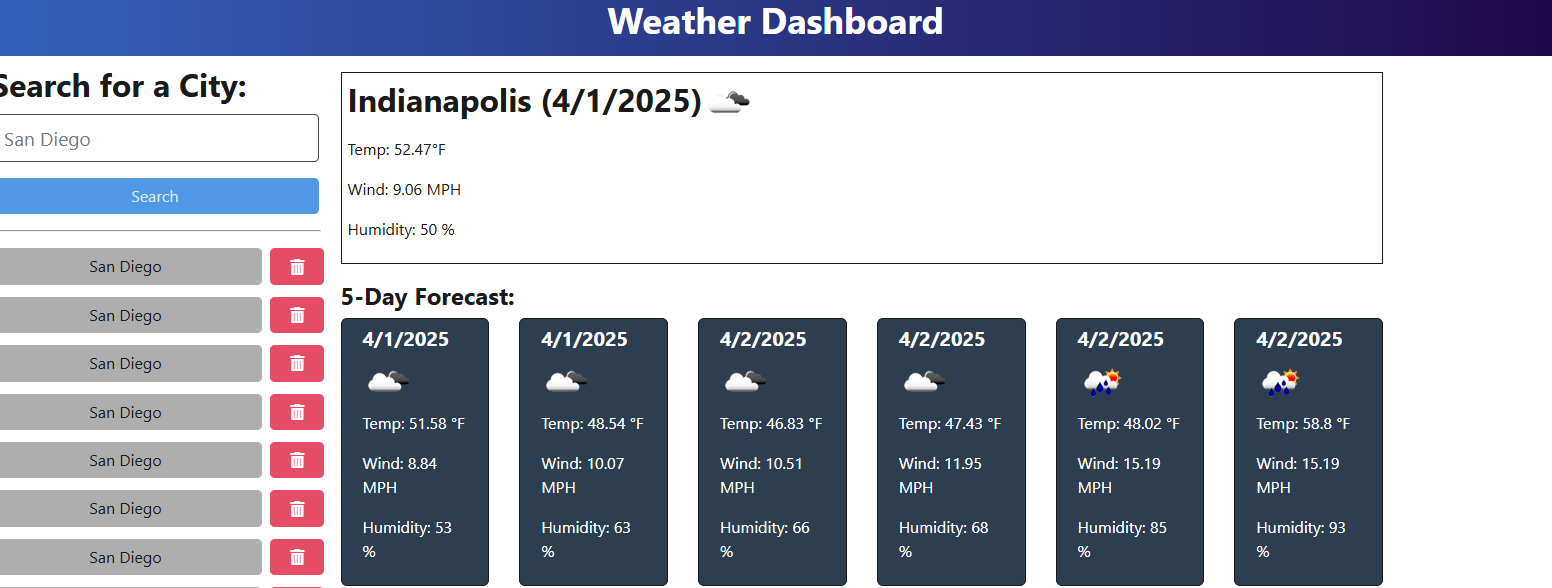 Weather Dashboard
Search for a City:
San Diego
Search
San Diego
San Diego
San Diego
San Diego
San Diego
San Diego
San Diego
Indianapolis (4/1/2025)
Temp: 52.47°F
Wind: 9.06 MPH
Humidity: 50 %
5-Day Forecast:
4/1/2025
Temp: 51.58 °F
Wind: 8.84
MPH
Humidity: 53
%
4/1/2025
Temp: 48.54 °F
Wind: 10.07
MPH
Humidity: 63
%
4/2/2025
Temp: 46.83 °F
Wind: 10.51
MPH
Humidity: 66
%
4/2/2025
Temp: 47.43 °F
Wind: 11.95
MPH
Humidity: 68
%
4/2/2025
Temp: 48.02 °F
Wind: 15.19
MPH
Humidity: 85
%
4/2/2025
Temp: 58.8 °F
Wind: 15.19
MPH
Humidity: 93
%